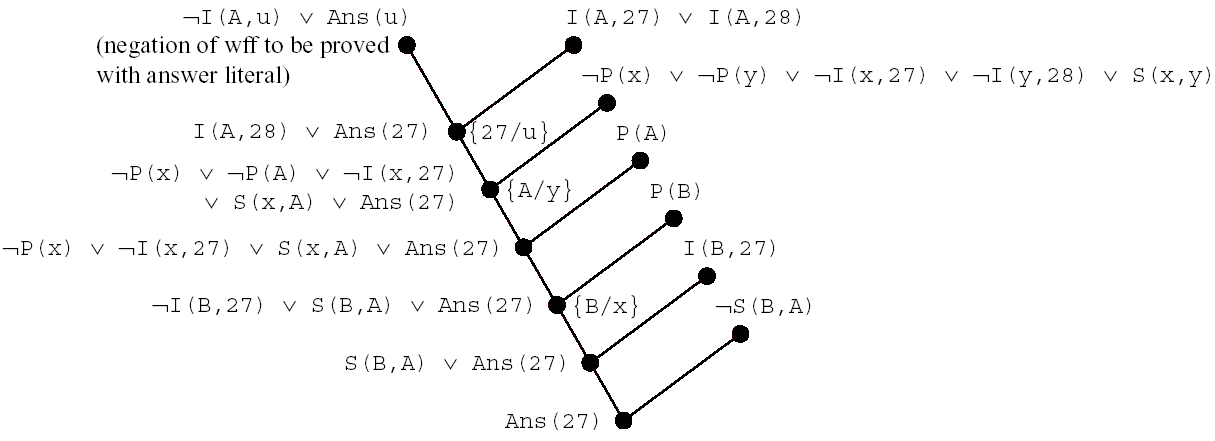 ¬I(A,u) ∨ Ans(u)
I(A,27) ∨ I(A,28)
(negation of wff to be proved
with answer literal)
¬P(x) ∨ ¬P(y) ∨ ¬I(x,27) ∨ ¬I(y,28) ∨ S(x,y)
I(A,28) ∨ Ans(27)
{27/u}
P(A)
¬P(x) ∨ ¬P(A) ∨ ¬I(x,27)
∨ S(x,A) ∨ Ans(27)
{A/y}
P(B)
¬P(x) ∨ ¬I(x,27) ∨ S(x,A) ∨ Ans(27)
I(B,27)
¬I(B,27) ∨ S(B,A) ∨ Ans(27)
{B/x}
¬S(B,A)
S(B,A) ∨ Ans(27)
Ans(27)